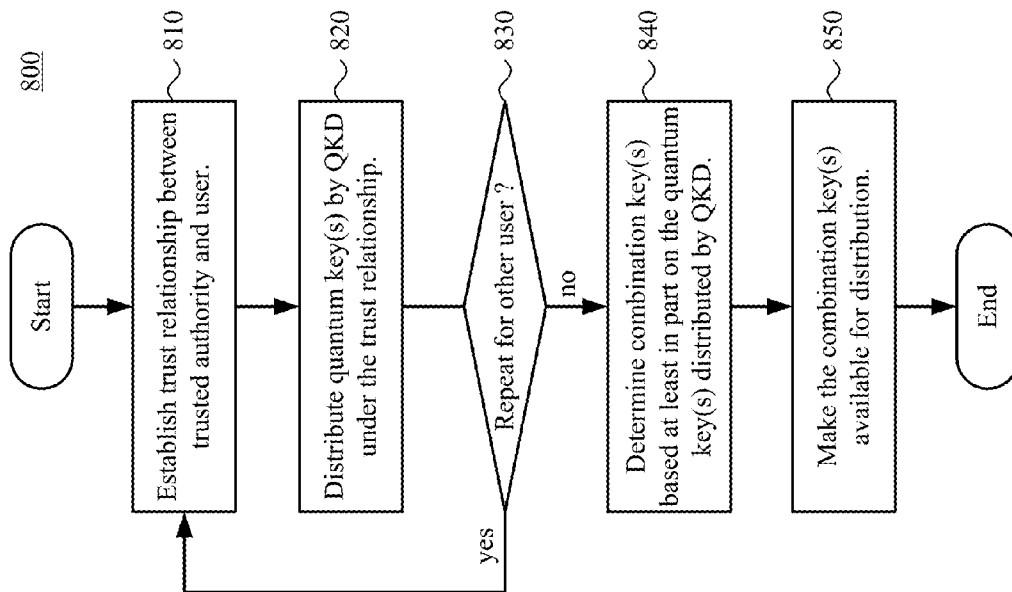 800
Start
Establish trust relationship between
trusted authority and user.
810
Distribute quantum key(s) by QKD
under the trust relationship.
820
Repeat for other user ?
830
yes
no
Determine combination key(s)
based at least in part on the quantum
key(s) distributed by QKD.
840
Make the combination key(s)
available for distribution.
850
End